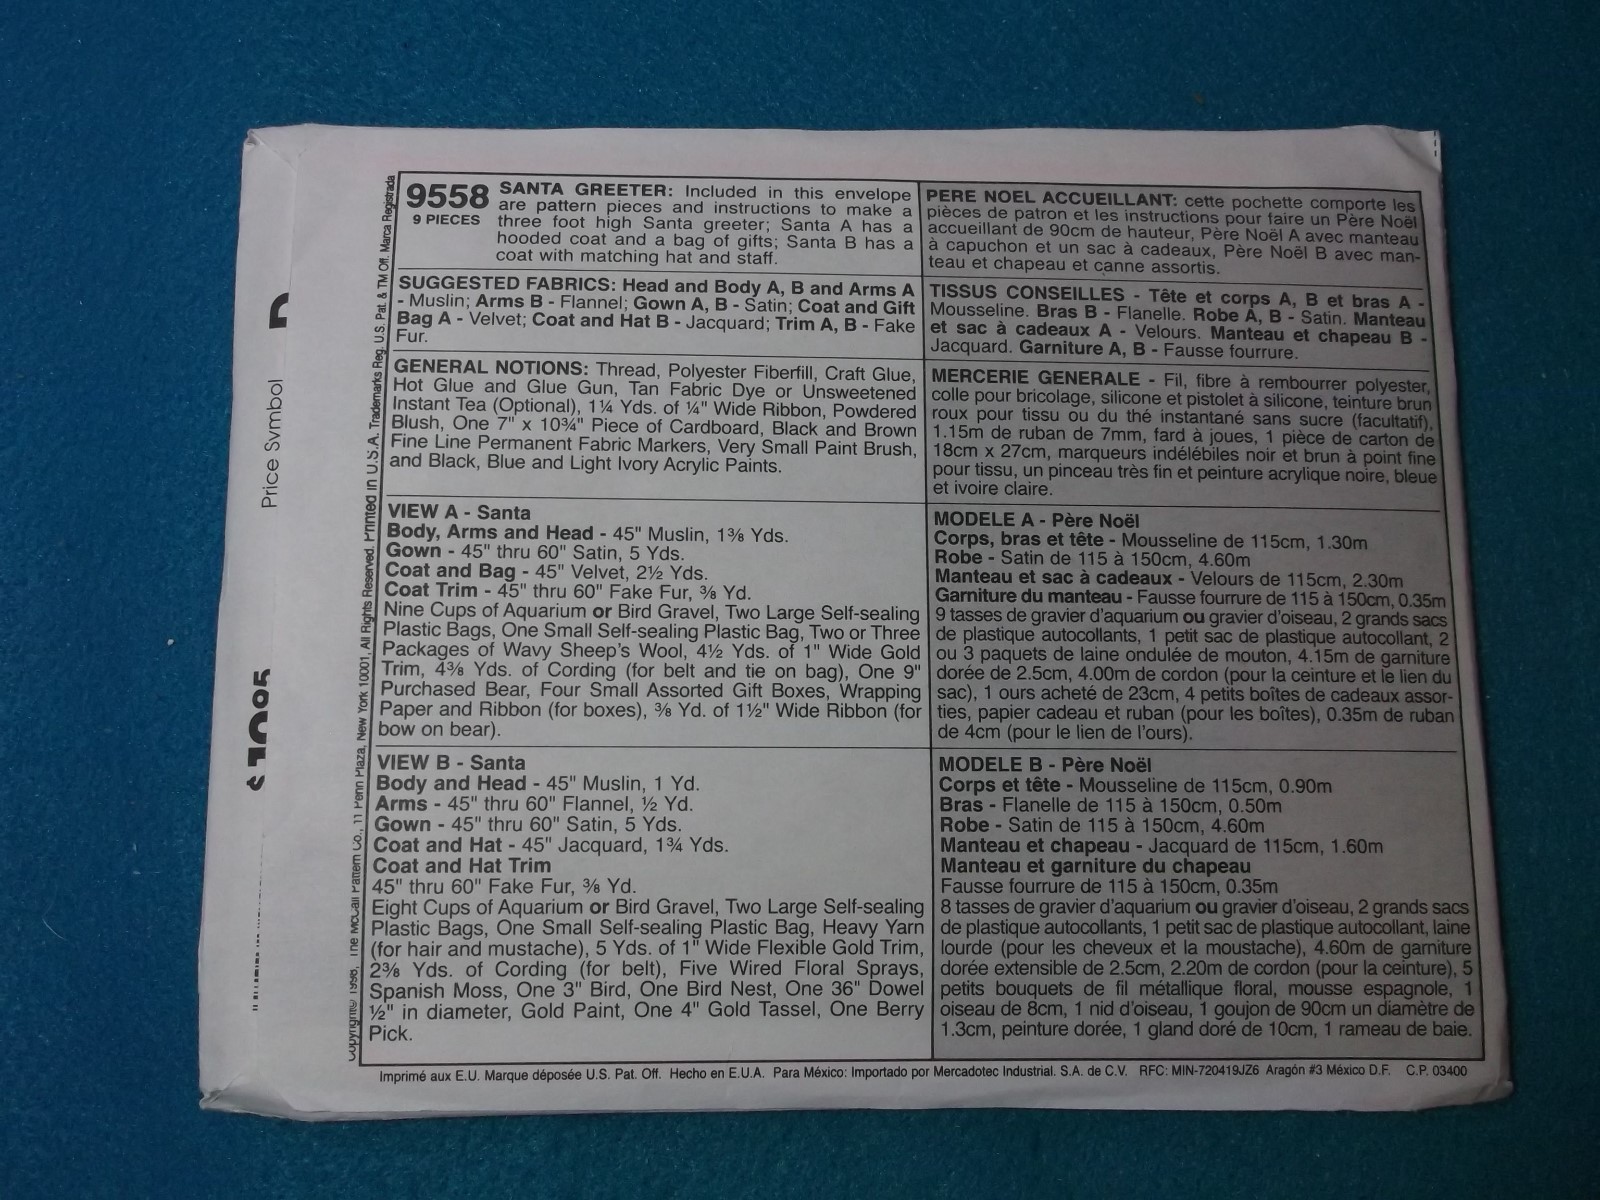 9558
9 PIECES
SANTA GREETER: Included in this envelope
are pattern pieces and instructions to make a
three foot high Santa greeter; Santa A has a
hooded coat and a bag of gifts; Santa B has a
coat with matching hat and staff.
SUGGESTED FABRICS: Head and Body A, B and Arms A
- Muslin; Arms B - Flannel; Gown A, B - Satin; Coat and Gift
Bag A - Velvet; Coat and Hat B - Jacquard; Trim A, B - Fake
Fur.
GENERAL NOTIONS: Thread, Polyester Fiberfill, Craft Glue,
Hot Glue and Glue Gun, Tan Fabric Dye or Unsweetened
Instant Tea (Optional), 1¼ Yds. of ¼" Wide Ribbon, Powdered
Blush, One 7" x 10¾" Piece of Cardboard, Black and Brown
Fine Line Permanent Fabric Markers, Very Small Paint Brush,
and Black, Blue and Light Ivory Acrylic Paints.
VIEW A - Santa
Body, Arms and Head - 45" Muslin, 1⅜ Yds.
Gown - 45" thru 60" Satin, 5 Yds.
Coat and Bag - 45" Velvet, 2½ Yds.
Coat Trim - 45" thru 60" Fake Fur, ⅜ Yd.
Nine Cups of Aquarium or Bird Gravel, Two Large Self-sealing
Plastic Bags, One Small Self-sealing Plastic Bag, Two or Three
Packages of Wavy Sheep's Wool, 4½ Yds. of 1" Wide Gold
Trim, 4⅜ Yds. of Cording (for belt and tie on bag), One 9"
Purchased Bear, Four Small Assorted Gift Boxes, Wrapping
Paper and Ribbon (for boxes), ⅜ Yd. of 1½" Wide Ribbon (for
bow on bear).
VIEW B - Santa
Body and Head - 45" Muslin, 1 Yd.
Arms - 45" thru 60" Flannel, ½ Yd.
Gown - 45" thru 60" Satin, 5 Yds.
Coat and Hat - 45" Jacquard, 1¾ Yds.
Coat and Hat Trim
45" thru 60" Fake Fur, ⅜ Yd.
Eight Cups of Aquarium or Bird Gravel, Two Large Self-sealing
Plastic Bags, One Small Self-sealing Plastic Bag, Heavy Yarn
(for hair and mustache), 5 Yds. of 1" Wide Flexible Gold Trim,
2⅜ Yds. of Cording (for belt), Five Wired Floral Sprays,
Spanish Moss, One 3" Bird, One Bird Nest, One 36" Dowel
½" in diameter, Gold Paint, One 4" Gold Tassel, One Berry
Pick.
PERE NOEL ACCUEILLANT: cette pochette comporte les
pièces de patron et les instructions pour faire un Père Noël
accueillant de 90cm de hauteur, Père Noël A avec manteau
à capuchon et un sac à cadeaux, Père Noël B avec man-
teau et chapeau et canne assortis.
TISSUS CONSEILLES - Tête et corps A, B et bras A -
Mousseline. Bras B - Flanelle. Robe A, B - Satin. Manteau
et sac à cadeaux A - Velours. Manteau et chapeau B -
Jacquard. Garniture A, B - Fausse fourrure.
MERCERIE GENERALE - Fil, fibre à rembourrer polyester,
colle pour bricolage, silicone et pistolet à silicone, teinture brun
roux pour tissu ou du thé instantané sans sucre (facultatif),
1.15m de ruban de 7mm, fard à joues, 1 pièce de carton de
18cm x 27cm, marqueurs indélébiles noir et brun à point fine
pour tissu, un pinceau très fin et peinture acrylique noire, bleue
et ivoire claire.
MODELE A - Père Noël
Corps, bras et tête - Mousseline de 115cm, 1.30m
Robe - Satin de 115 à 150cm, 4.60m
Manteau et sac à cadeaux - Velours de 115cm, 2.30m
Garniture du manteau - Fausse fourrure de 115 à 150cm, 0.35m
9 tasses de gravier d'aquarium ou gravier d'oiseau, 2 grands sacs
de plastique autocollants, 1 petit sac de plastique autocollant, 2
ou 3 paquets de laine ondulée de mouton, 4.15m de garniture
dorée de 2.5cm, 4.00m de cordon (pour la ceinture et le lien du
sac), 1 ours acheté de 23cm, 4 petits boîtes de cadeaux assor-
ties, papier cadeau et ruban (pour les boîtes), 0.35m de ruban
de 4cm (pour le lien de l'ours).
MODELE B - Père Noël
Corps et tête - Mousseline de 115cm, 0.90m
Bras - Flanelle de 115 à 150cm, 0.50m
Robe - Satin de 115 à 150cm, 4.60m
Manteau et chapeau - Jacquard de 115cm, 1.60m
Manteau et garniture du chapeau
Fausse fourrure de 115 à 150cm, 0.35m
8 tasses de gravier d'aquarium ou gravier d'oiseau, 2 grands sacs
de plastique autocollants, 1 petit sac de plastique autocollant, laine
lourde (pour les cheveux et la moustache), 4.60m de garniture
dorée extensible de 2.5cm, 2.20m de cordon (pour la ceinture), 5
petits bouquets de fil métallique floral, mousse espagnole, 1
oiseau de 8cm, 1 nid d'oiseau, 1 goujon de 90cm un diamètre de
1.3cm, peinture dorée, 1 gland doré de 10cm, 1 rameau de baie.
Imprimé aux E.U. Marque déposée U.S. Pat. Off. Hecho en E.U.A. Para México: Importado por Mercadotec Industrial. S.A. de C.V. RFC: MIN-720419JZ6 Aragón #3 México D.F. C.P. 03400
Copyright© 1998, The McCall Pattern Co., 11 Penn Plaza, New York 10001, All Rights Reserved. Printed in U.S.A. Trademarks Reg. U.S. Pat. & TM Off. Marca Registrada
Price Symbol